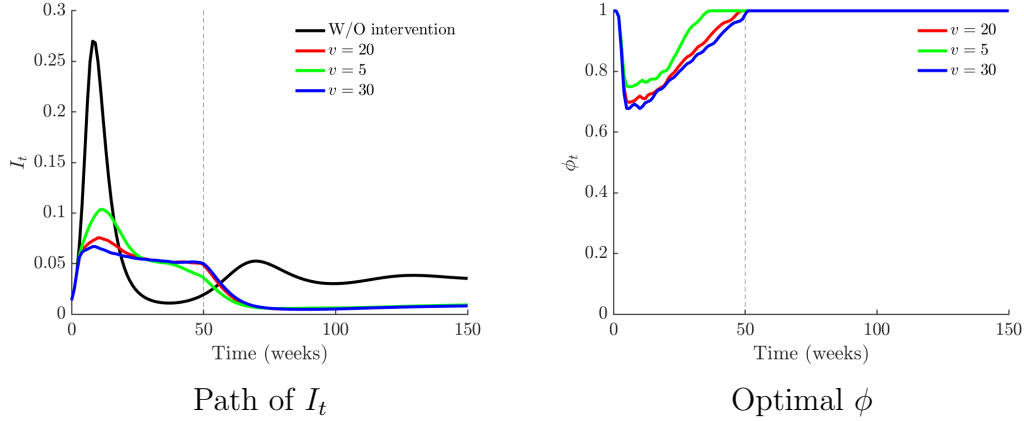 0.3
0.25
0.2
0.15
0.1
0.05
0
I_t
0
50
100
150
Time (weeks)
W/O intervention
v = 20
v = 5
v = 30
Path of I_t
1
0.8
0.6
0.4
0.2
0
ϕ_t
0
50
100
150
Time (weeks)
v = 20
v = 5
v = 30
Optimal ϕ